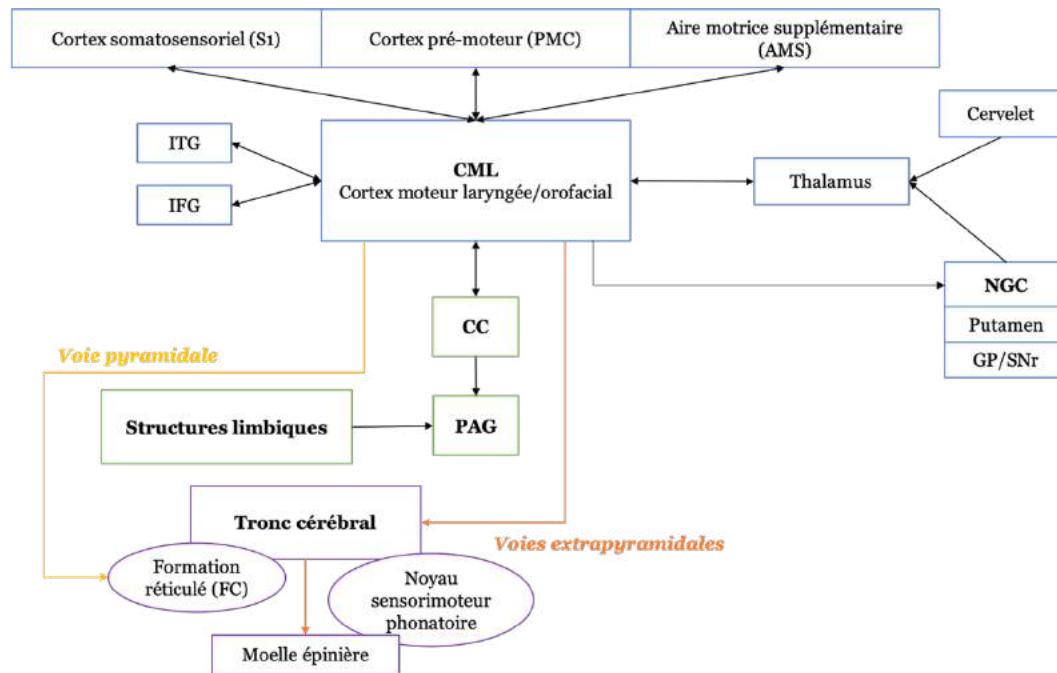 Cortex somatosensoriel (S1)
Cortex pré-moteur (PMC)
Aire motrice supplémentaire
(AMS)
Cervelet
ITG
CML
Cortex moteur laryngée/orofacial
Thalamus
IFG
NGC
CC
Putamen
Voie pyramidale
GP/SNr
Structures limbiques
PAG
Tronc cérébral
Voies extrapyramidales
Formation
réticulé (FC)
Noyau
sensorimoteur
phonatoire
Moelle épinière